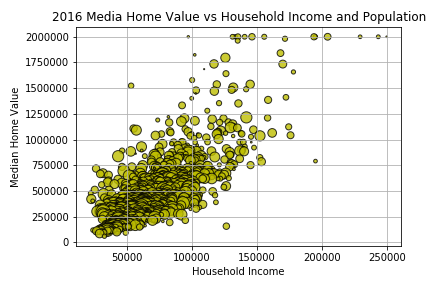 2016 Media Home Value vs Household Income and Population
2000000
1750000
1500000
1250000
1000000
750000
500000
250000
0
Median Home Value
50000 100000 150000 200000 250000
Household Income